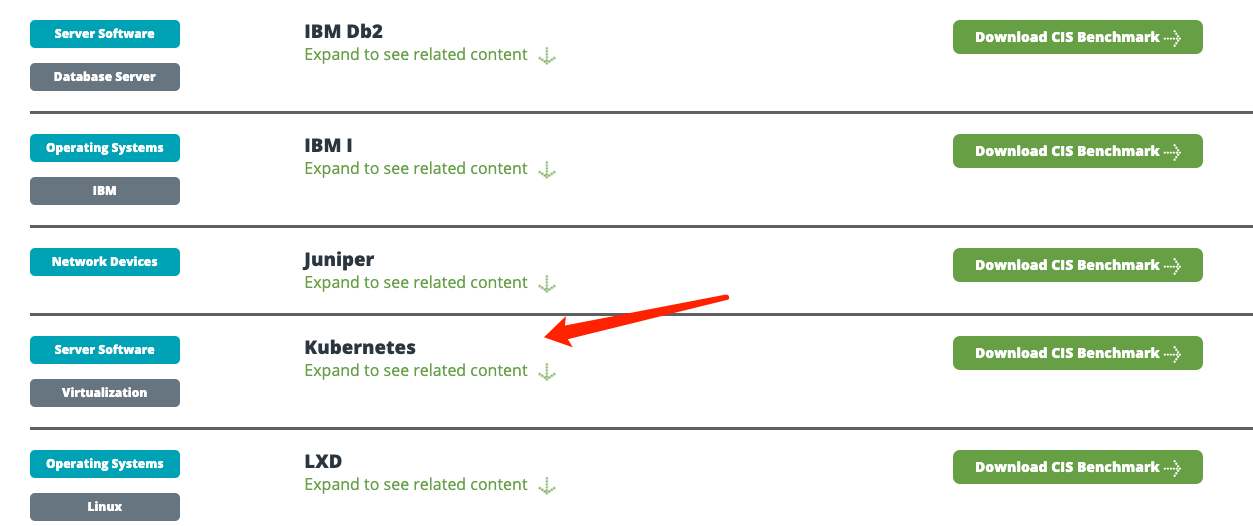 Server Software
IBM Db2
Download CIS Benchmark
Expand to see related content
Database Server
Operating Systems
IBM I
Download CIS Benchmark
Expand to see related content
IBM
Network Devices
Juniper
Download CIS Benchmark
Expand to see related content
Server Software
Kubernetes
Download CIS Benchmark
Expand to see related content
Virtualization
Operating Systems
LXD
Download CIS Benchmark
Expand to see related content
Linux